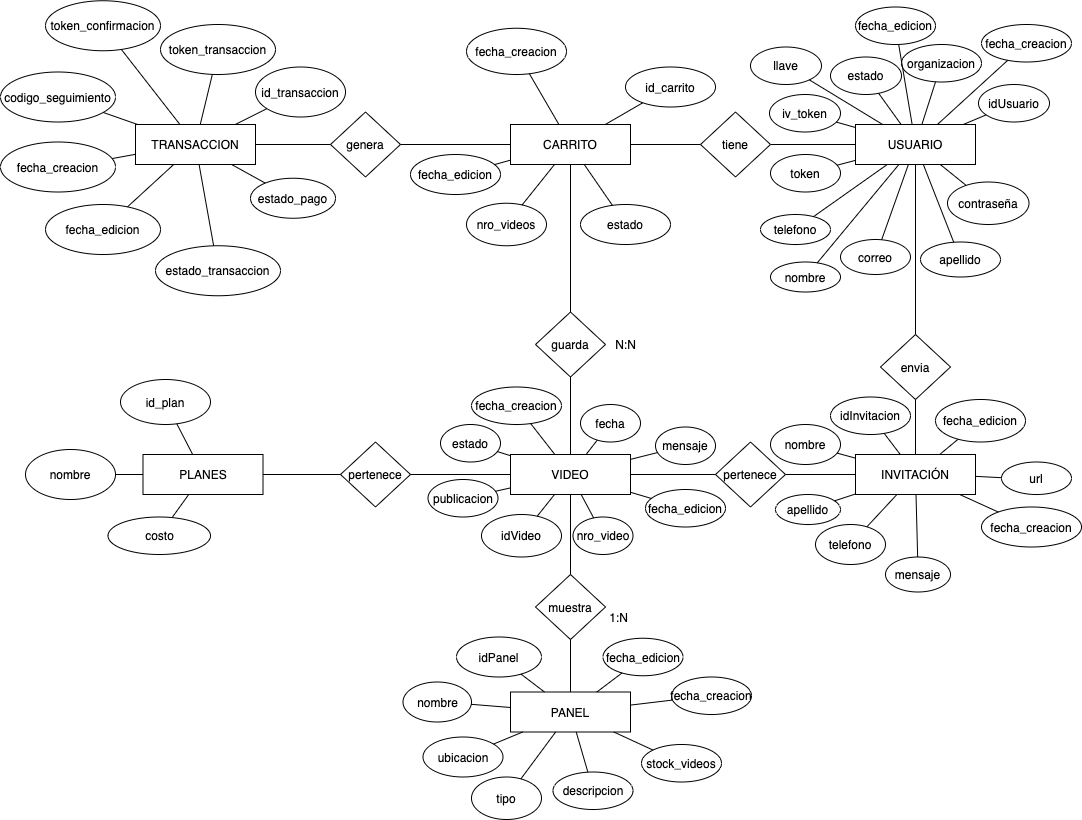 token_confirmacion
token_transaccion
codigo_seguimiento
id_transaccion
TRANSACCION
fecha_creacion
estado_pago
fecha_edicion
estado_transaccion
genera
fecha_creacion
id_carrito
CARRITO
fecha_edicion
nro_videos
estado
tiene
fecha_edicion
fecha_creacion
llave
estado
organizacion
iv_token
idUsuario
USUARIO
token
contraseña
telefono
correo
apellido
nombre
guarda
N:N
envia
id_plan
nombre
PLANES
costo
pertenece
fecha_creacion
fecha
estado
mensaje
VIDEO
publicacion
fecha_edicion
idVideo
nro_video
pertenece
idInvitacion
fecha_edicion
nombre
INVITACIÓN
url
apellido
fecha_creacion
telefono
mensaje
muestra
1:N
idPanel
fecha_edicion
nombre
fecha_creacion
PANEL
ubicacion
stock_videos
tipo
descripcion